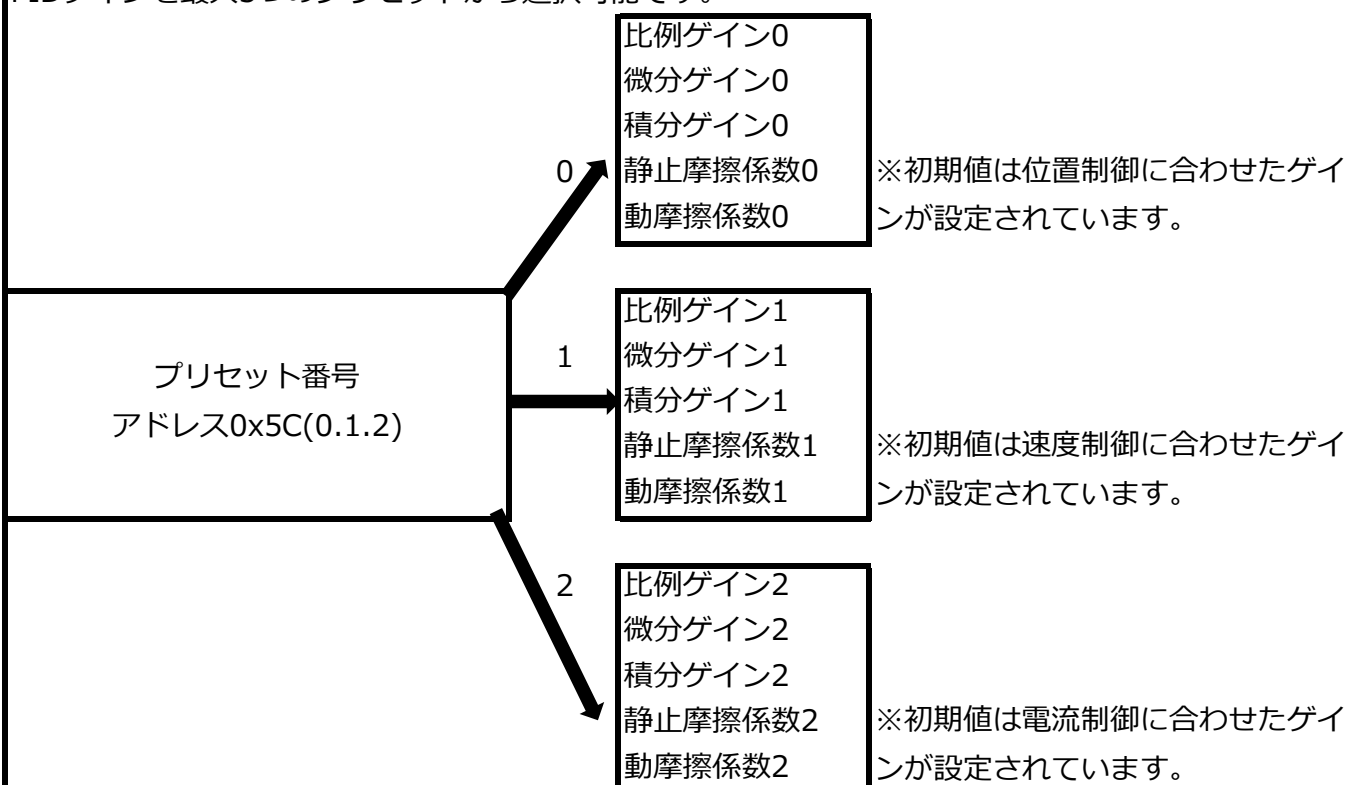 比例ゲイン0
微分ゲイン0
積分ゲイン0
0
静止摩擦係数0
動摩擦係数0
※初期値は位置制御に合わせたゲイ
ンが設定されています。
プリセット番号
アドレス0x5C(0.1.2)
1
比例ゲイン1
微分ゲイン1
積分ゲイン1
静止摩擦係数1
動摩擦係数1
※初期値は速度制御に合わせたゲイ
ンが設定されています。
2
比例ゲイン2
微分ゲイン2
積分ゲイン2
静止摩擦係数2
動摩擦係数2
※初期値は電流制御に合わせたゲイ
ンが設定されています。